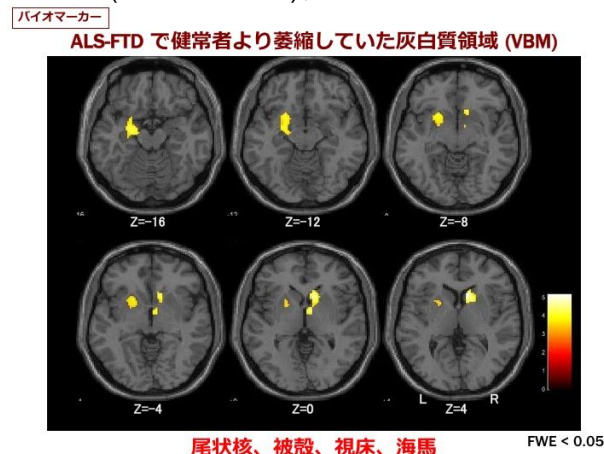 バイオマーカー
ALS-FTD で健常者より萎縮していた灰白質領域 (VBM)
Z=-16
Z=-12
Z=-8
Z=-4
Z=0
Z=4
L R
5
4
3
2
1
0
尾状核、被殻、視床、海馬
FWE < 0.05